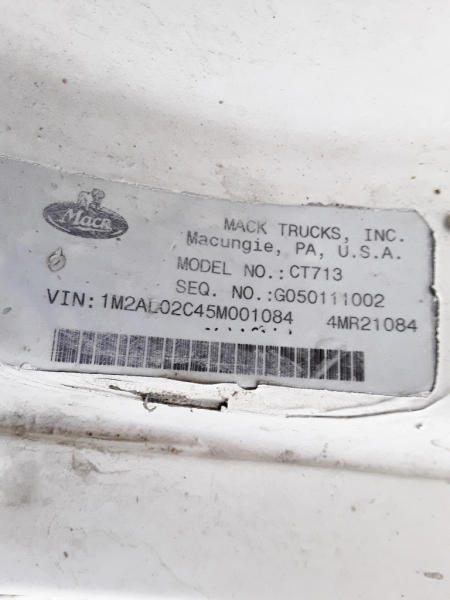 Mack
MACK TRUCKS, INC.
Macungie, PA, U.S.A.
MODEL NO.:CT713
SEQ. NO.:G050111002
VIN:1M2AL02C45M001084 4MR21084